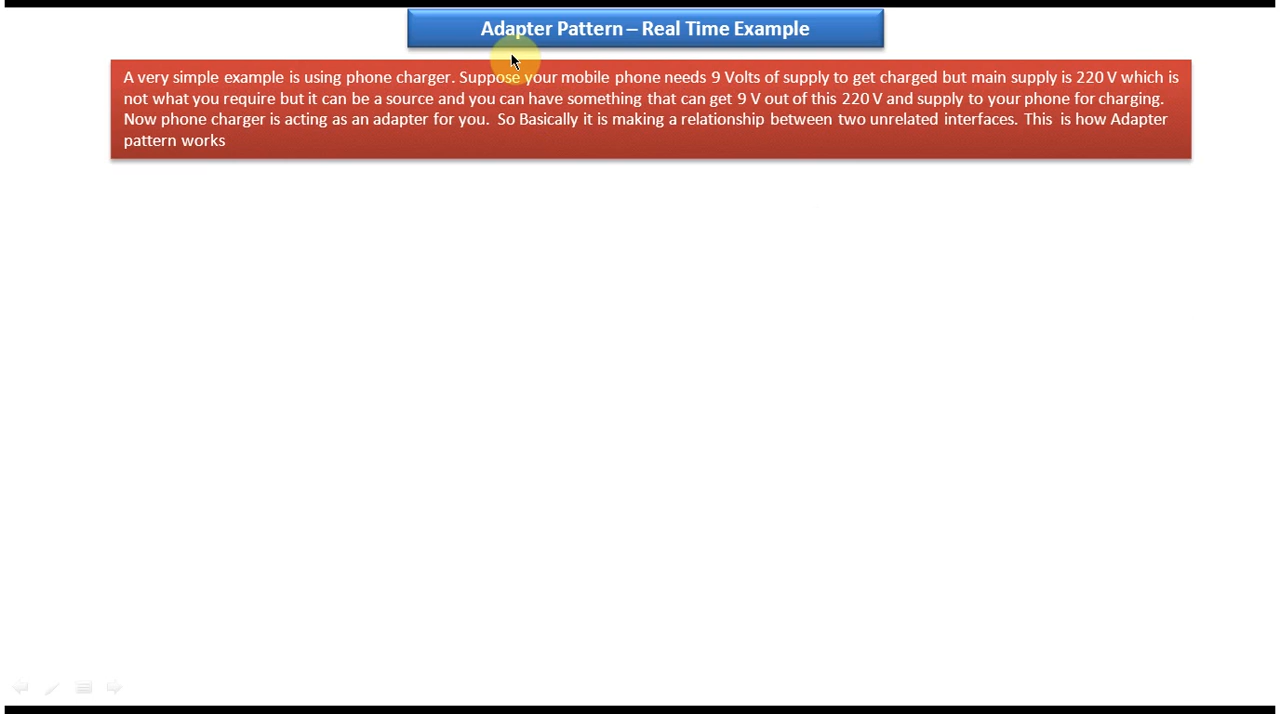 Adapter Pattern – Real Time Example
A very simple example is using phone charger. Suppose your mobile phone needs 9 Volts of supply to get charged but main supply is 220 V which is
not what you require but it can be a source and you can have something that can get 9 V out of this 220 V and supply to your phone for charging.
Now phone charger is acting as an adapter for you. So Basically it is making a relationship between two unrelated interfaces. This is how Adapter
pattern works